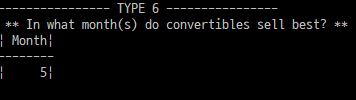 ---------------- TYPE 6 ----------------
** In what month(s) do convertibles sell best? **
¦ Month¦
--------
¦     5¦